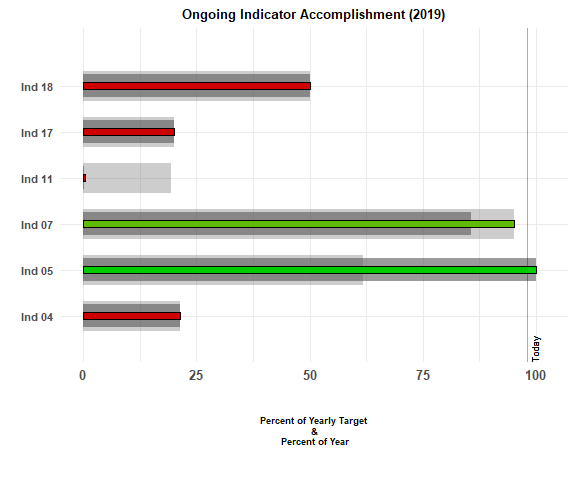 Ongoing Indicator Accomplishment (2019)
Ind 18
Ind 17
Ind 11
Ind 07
Ind 05
Ind 04
Today
0 25 50 75 100
Percent of Yearly Target
&
Percent of Year